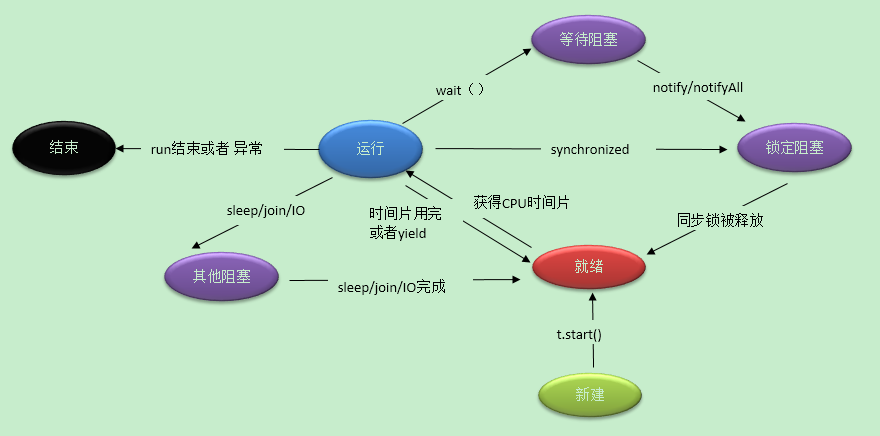 等待阻塞
wait（）
notify/notifyAll
结束
run结束或者 异常
运行
synchronized
锁定阻塞
sleep/join/IO
时间片用完
或者yield
获得CPU时间片
同步锁被释放
其他阻塞
sleep/join/IO完成
就绪
t.start()
新建